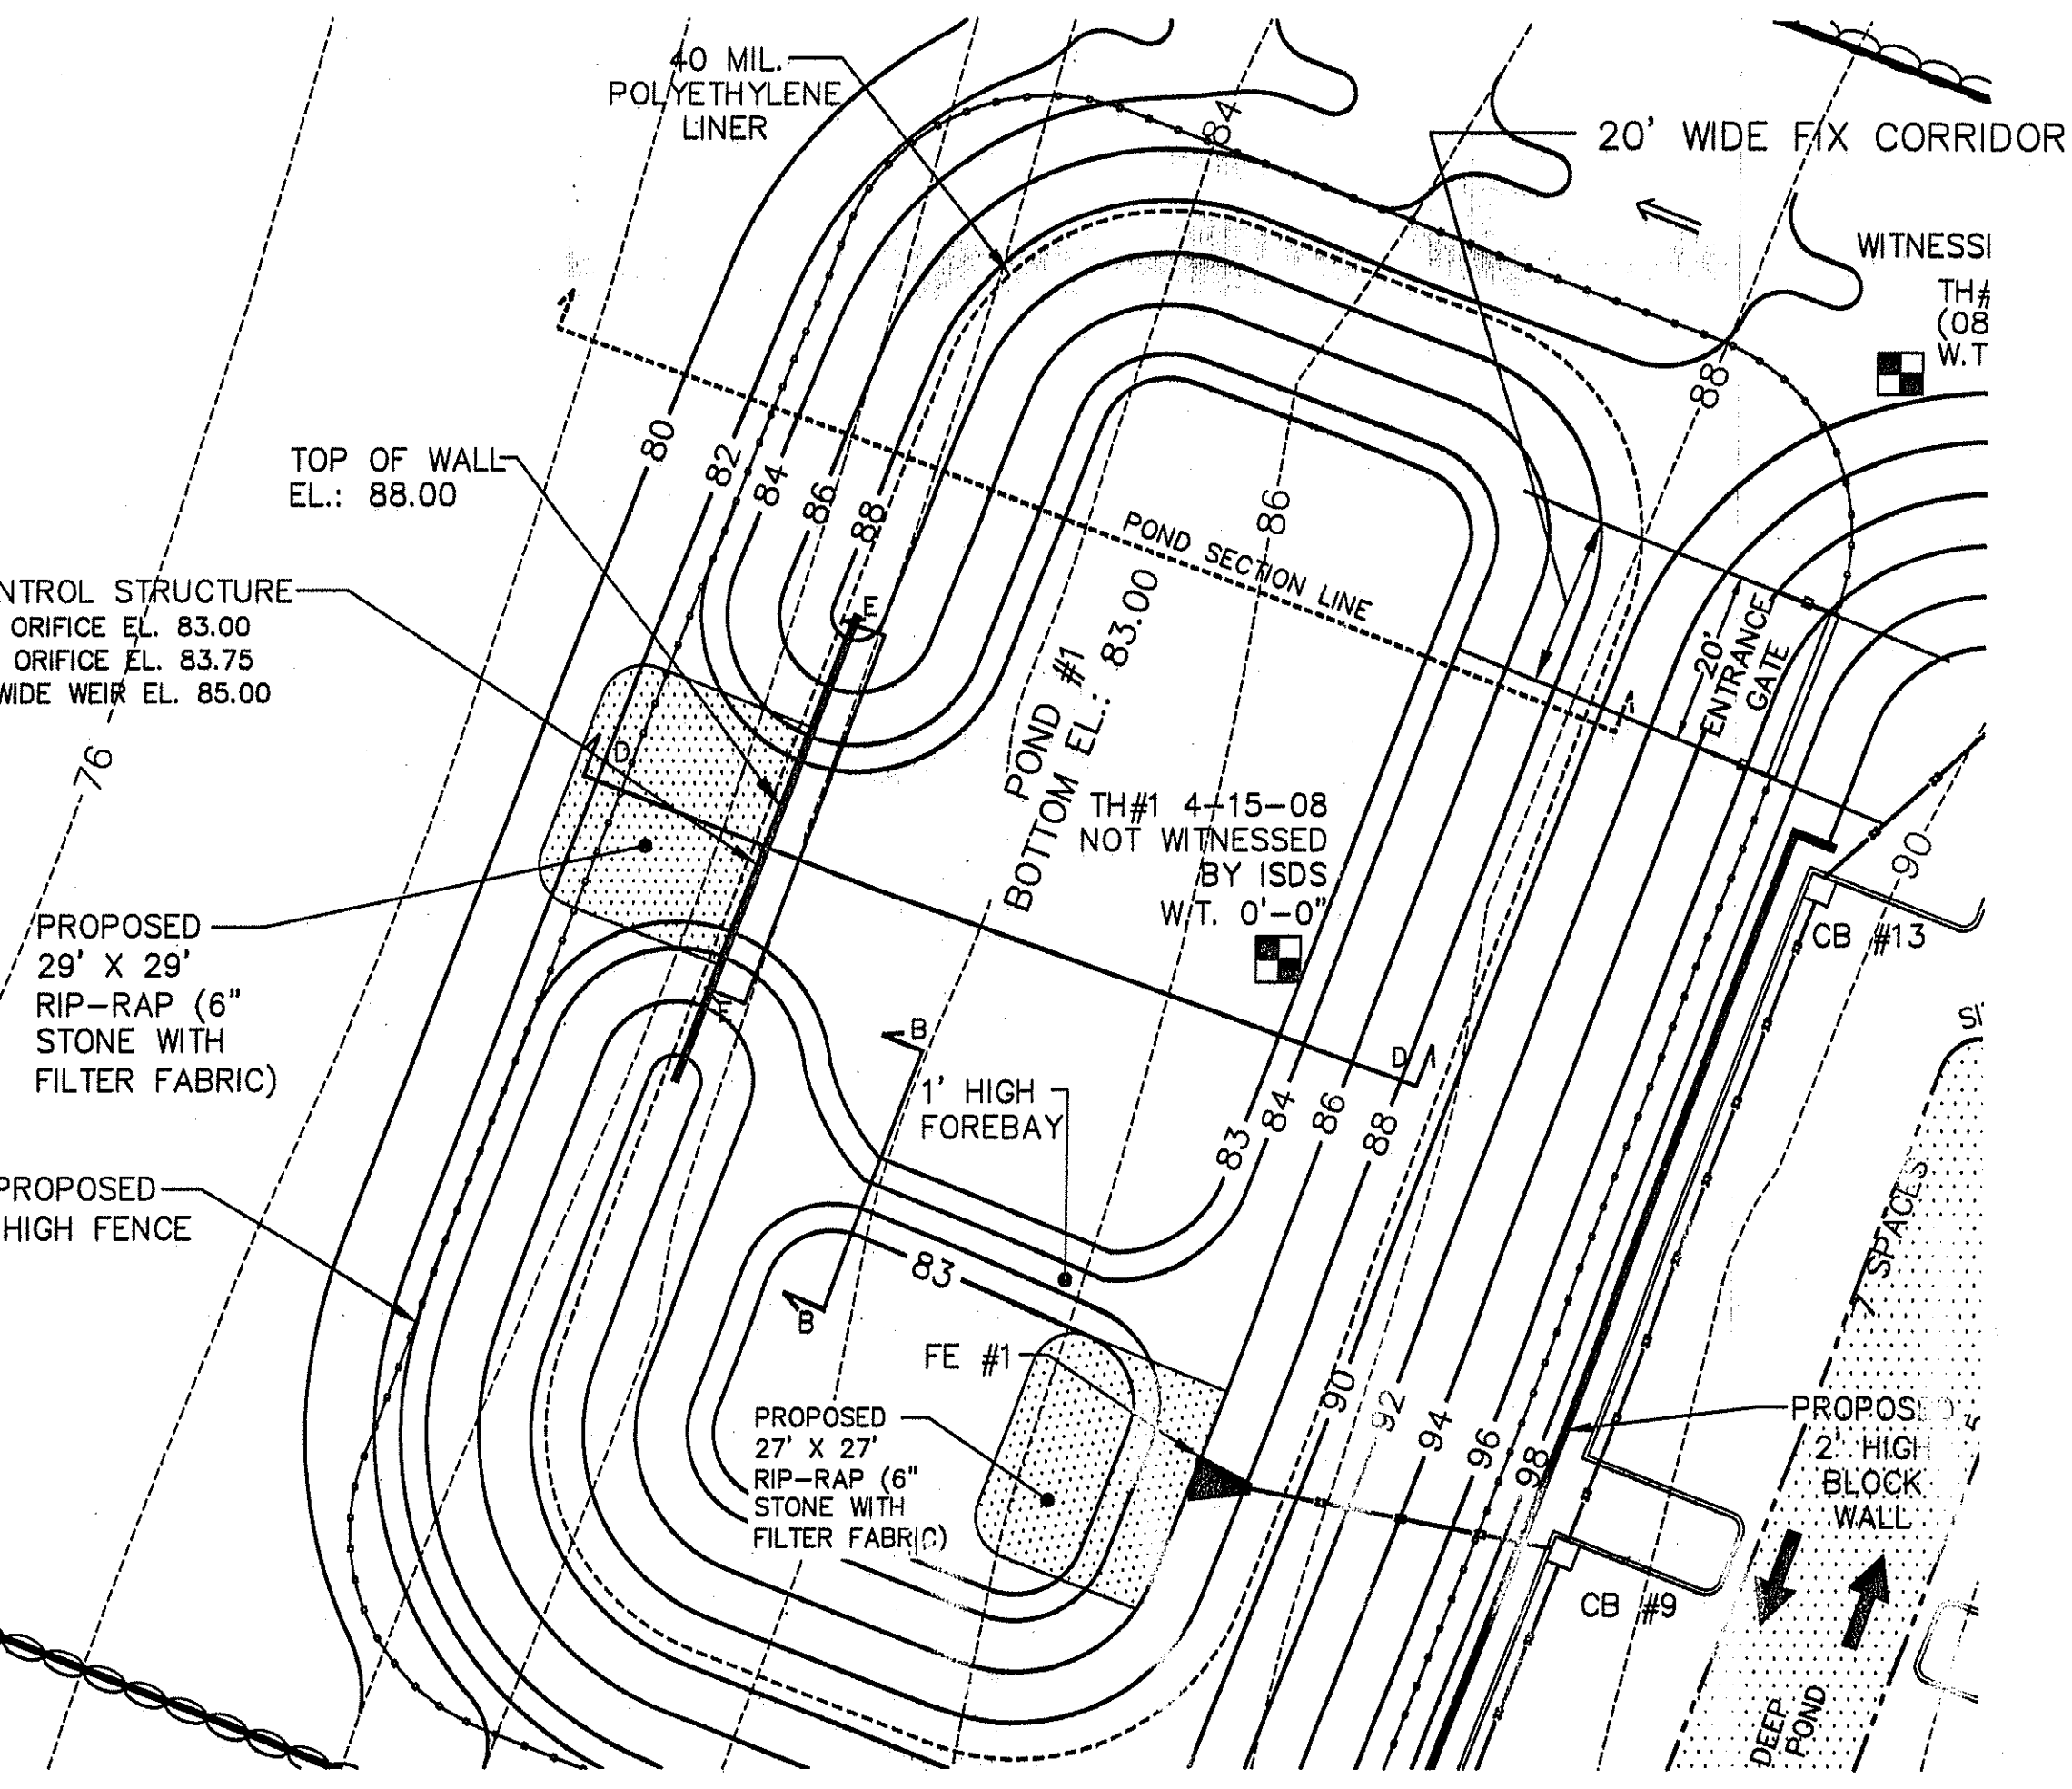 40 MIL.
POLYETHYLENE
LINER
84
20' WIDE FIX CORRIDOR
WITNESSI
TH#
(08
W.T
88
80
82
84
86
88
TOP OF WALL
EL.: 88.00
86
POND SECTION LINE
NTROL STRUCTURE
ORIFICE EL. 83.00
ORIFICE EL. 83.75
WIDE WEIR EL. 85.00
E
20'
ENTRANCE
GATE
POND #1
BOTTOM EL.: 83.00
76
D
TH#1 4-15-08
NOT WITNESSED
BY ISDS
W.T. 0'-0"
90
CB #13
PROPOSED
29' X 29'
RIP-RAP (6"
STONE WITH
FILTER FABRIC)
E
B
D
1' HIGH
FOREBAY
83
84
86
88
SI
7 SPACES
PROPOSED
HIGH FENCE
83
B
FE #1
90
92
94
96
98
PROPOSED
27' X 27'
RIP-RAP (6"
STONE WITH
FILTER FABRIC)
PROPOSED
2' HIGH
BLOCK
WALL
CB #9
DEEP
POND